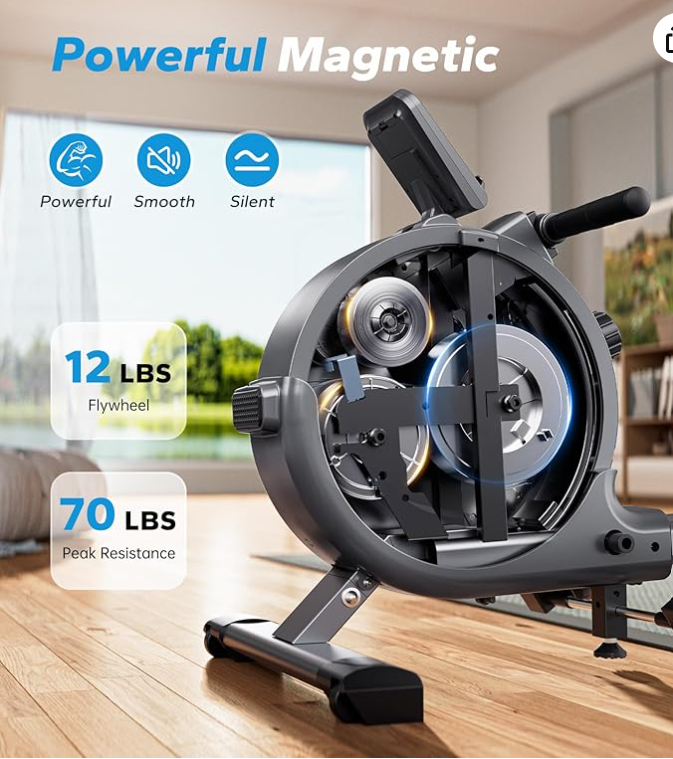 Powerful Magnetic
Powerful Smooth Silent
12 LBS
Flywheel
70 LBS
Peak Resistance